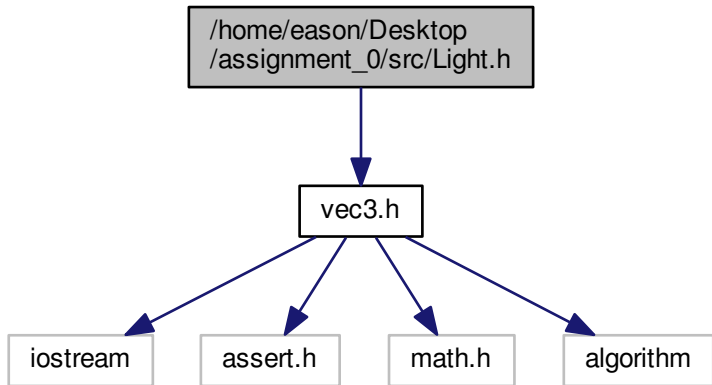 /home/eason/Desktop
/assignment_0/src/Light.h
vec3.h
iostream
assert.h
math.h
algorithm